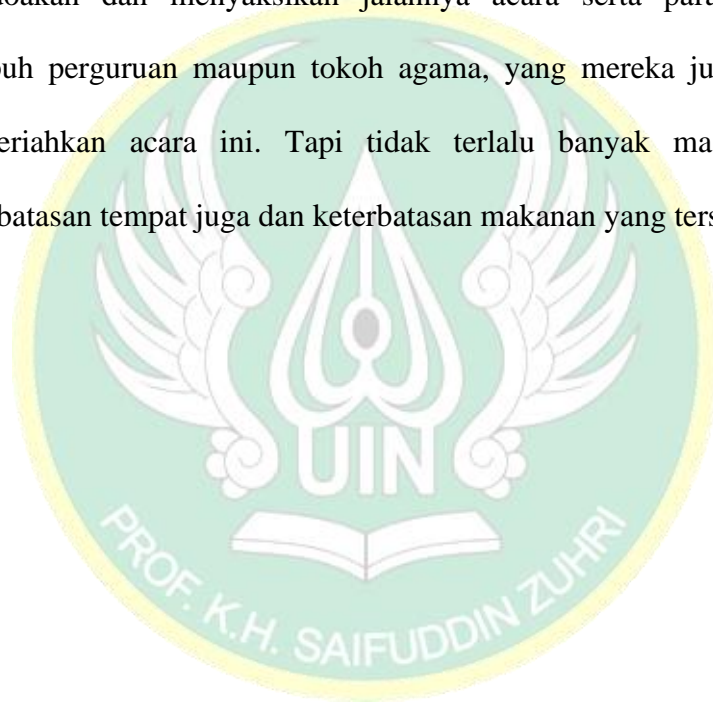 dan menyaksikan jalannya acara serta
perguruan maupun tokoh agama, yang mereka
acara ini. Tapi tidak terlalu banyak
tempat juga dan keterbatasan makanan yang
UIN
PROF. K.H. SAIFUDDIN ZUHRI